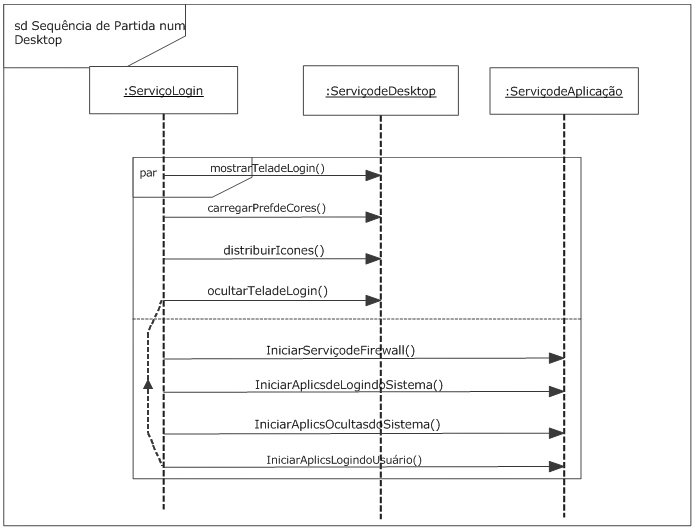 sd Sequência de Partida num
Desktop
:ServiçoLogin
:ServiçodeDesktop
:ServiçodeAplicação
par
mostrarTeladeLogin()
carregarPrefdeCores()
distribuirIcones()
ocultarTeladeLogin()
IniciarServiçodeFirewall()
IniciarAplicsdeLogindoSistema()
IniciarAplicsOcultasdoSistema()
IniciarAplicsLogindoUsuário()